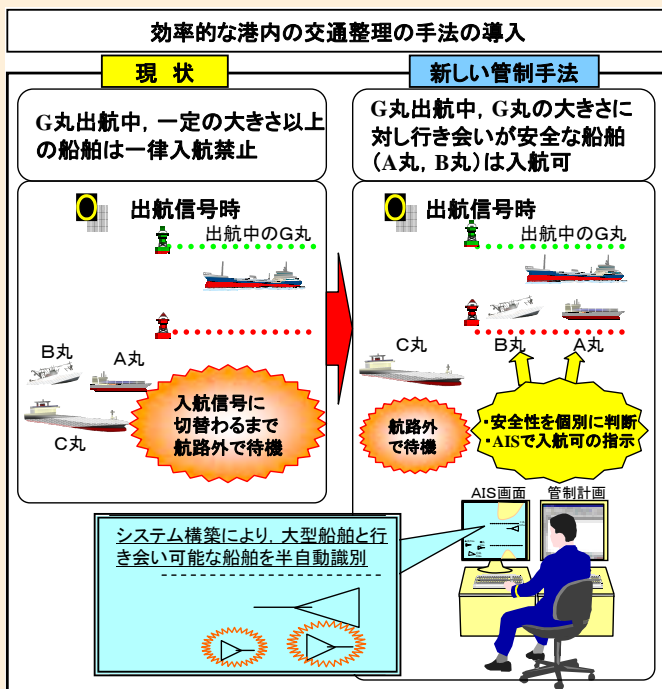 効率的な港内の交通整理の手法の導入
現 状
G丸出航中，一定の大きさ以上
の船舶は一律入航禁止
出航信号時
出航中のG丸
B丸
A丸
C丸
入航信号に
切替わるまで
航路外で待機
新しい管制手法
G丸出航中，G丸の大きさに
対し行き会いが安全な船舶
（A丸，B丸）は入航可
出航信号時
出航中のG丸
C丸
B丸
A丸
航路外
で待機
・安全性を個別に判断
・AISで入航可の指示
AIS画面
管制計画
システム構築により，大型船舶と行
き会い可能な船舶を半自動識別